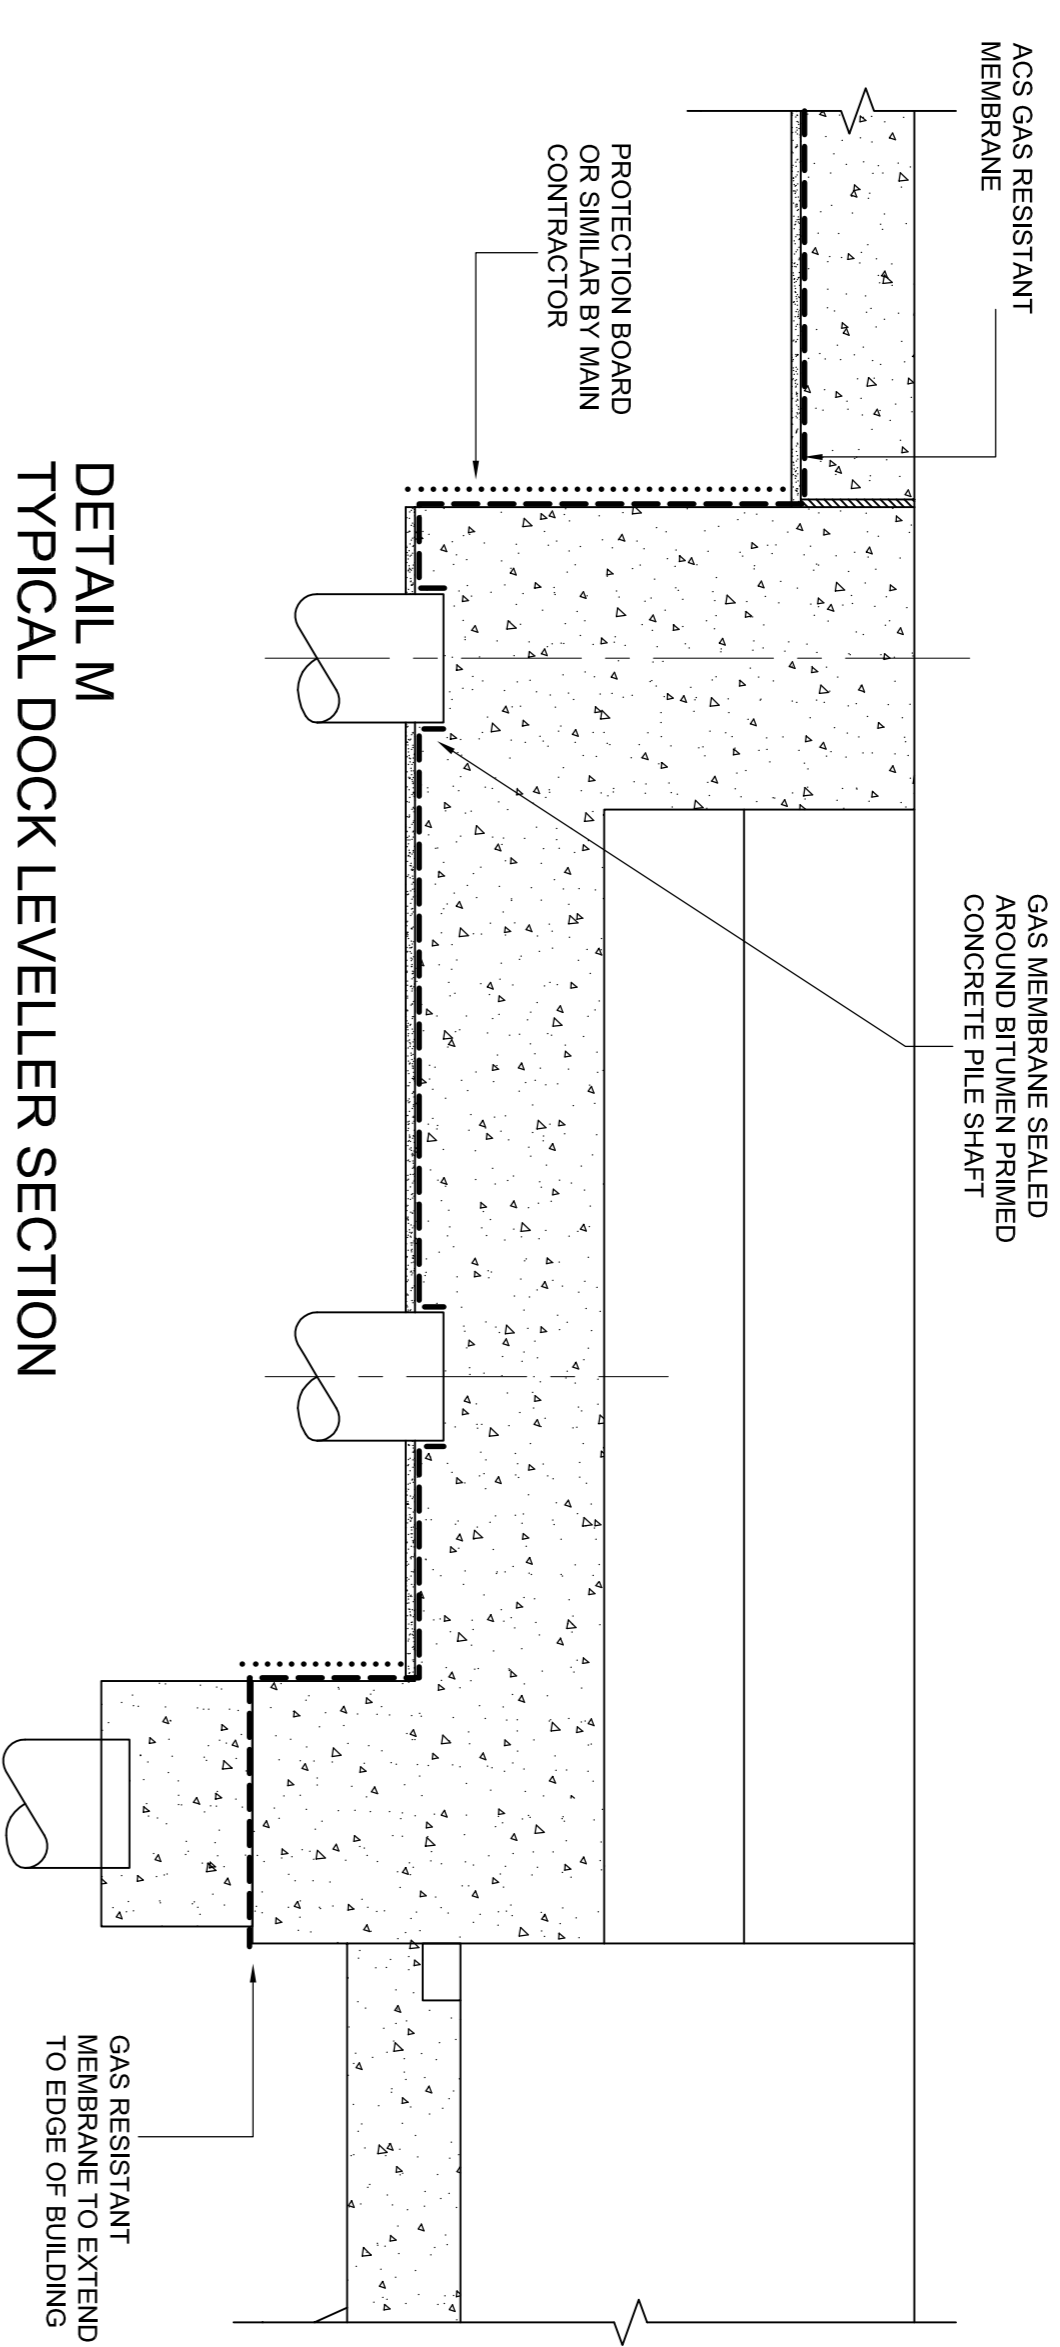 ACS GAS RESISTANT
MEMBRANE
GAS MEMBRANE SEALED
AROUND BITUMEN PRIMED
CONCRETE PILE SHAFT
PROTECTION BOARD
OR SIMILAR BY MAIN
CONTRACTOR
GAS RESISTANT
MEMBRANE TO EXTEND
TO EDGE OF BUILDING
DETAIL M
TYPICAL DOCK LEVELLER SECTION